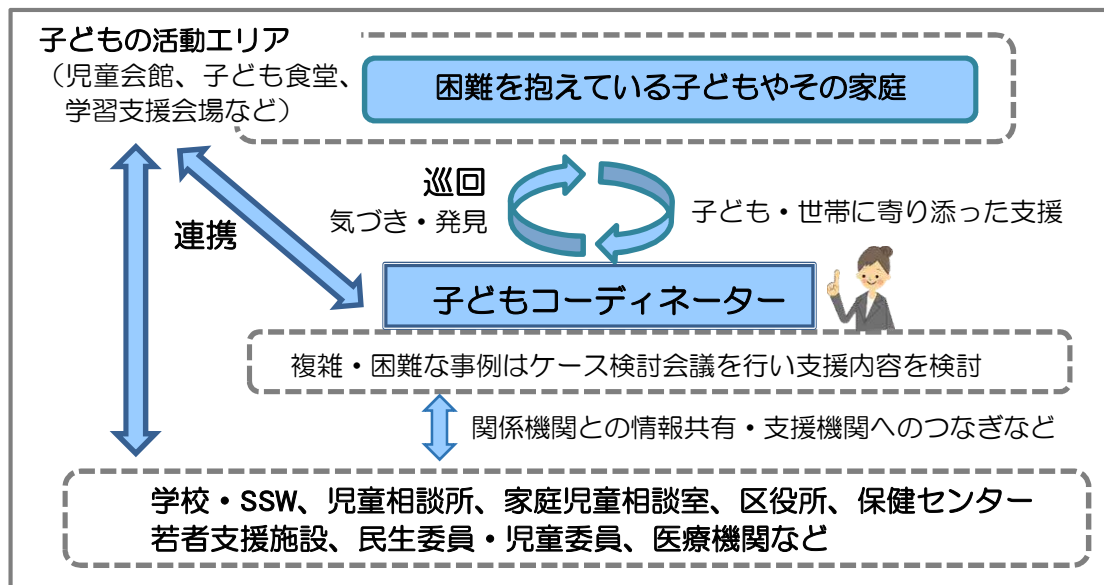 子どもの活動エリア
（児童会館、子ども食堂、
学習支援会場など）
困難を抱えている子どもやその家庭
巡回
気づき・発見
子ども・世帯に寄り添った支援
連携
子どもコーディネーター
複雑・困難な事例はケース検討会議を行い支援内容を検討
関係機関との情報共有・支援機関へのつなぎなど
学校・SSW、児童相談所、家庭児童相談室、区役所、保健センター
若者支援施設、民生委員・児童委員、医療機関など